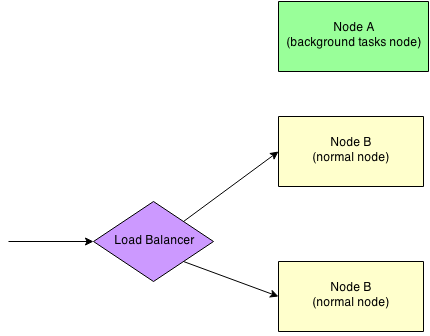 Node A
(background tasks node)
Node B
(normal node)
Load Balancer
Node B
(normal node)